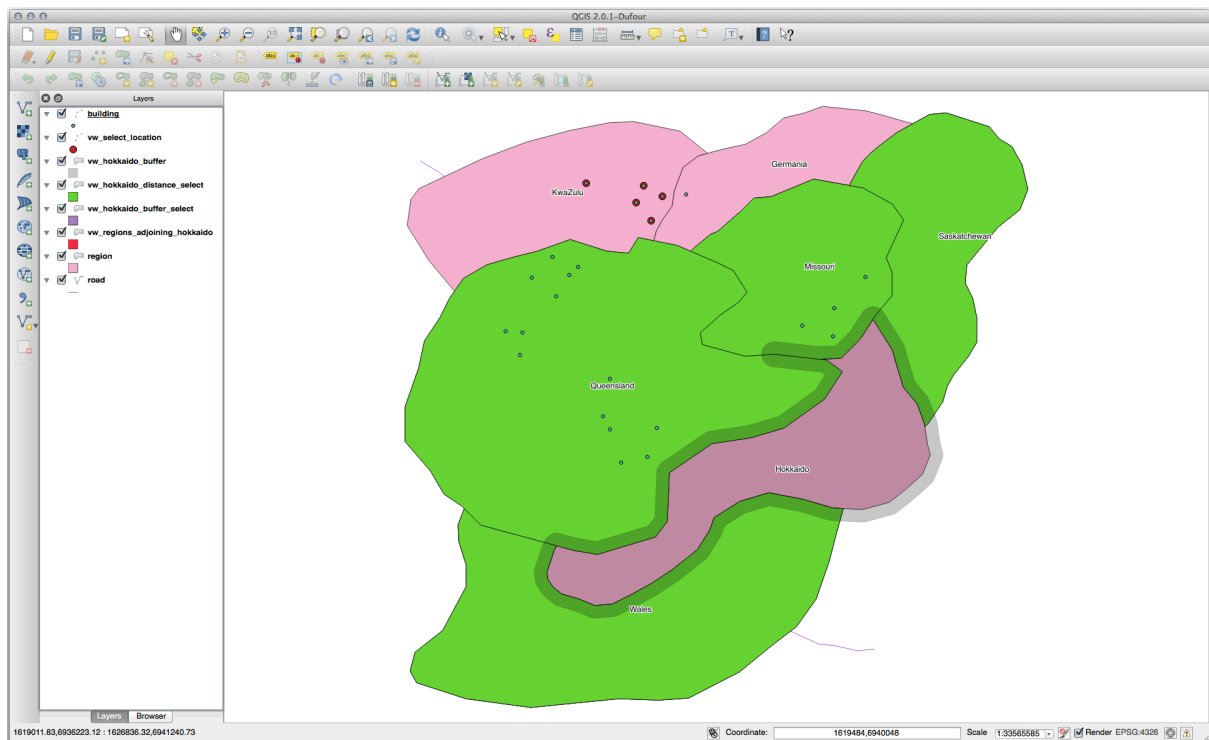 QGIS 2.0.1-Dufour
Layers
building
vw_select_location
vw_hokkaido_buffer
vw_hokkaido_distance_select
vw_hokkaido_buffer_select
vw_regions_adjoining_hokkaido
region
road
Germania
KwaZulu
Saskatchewan
Missouri
Queensland
Hokkaido
Wales
Layers Browser
1619011.83,6936223.12 : 1626836.32,6941240.73 Coordinate: 1619484,6940048 Scale 1:33565585 Render EPSG:4326